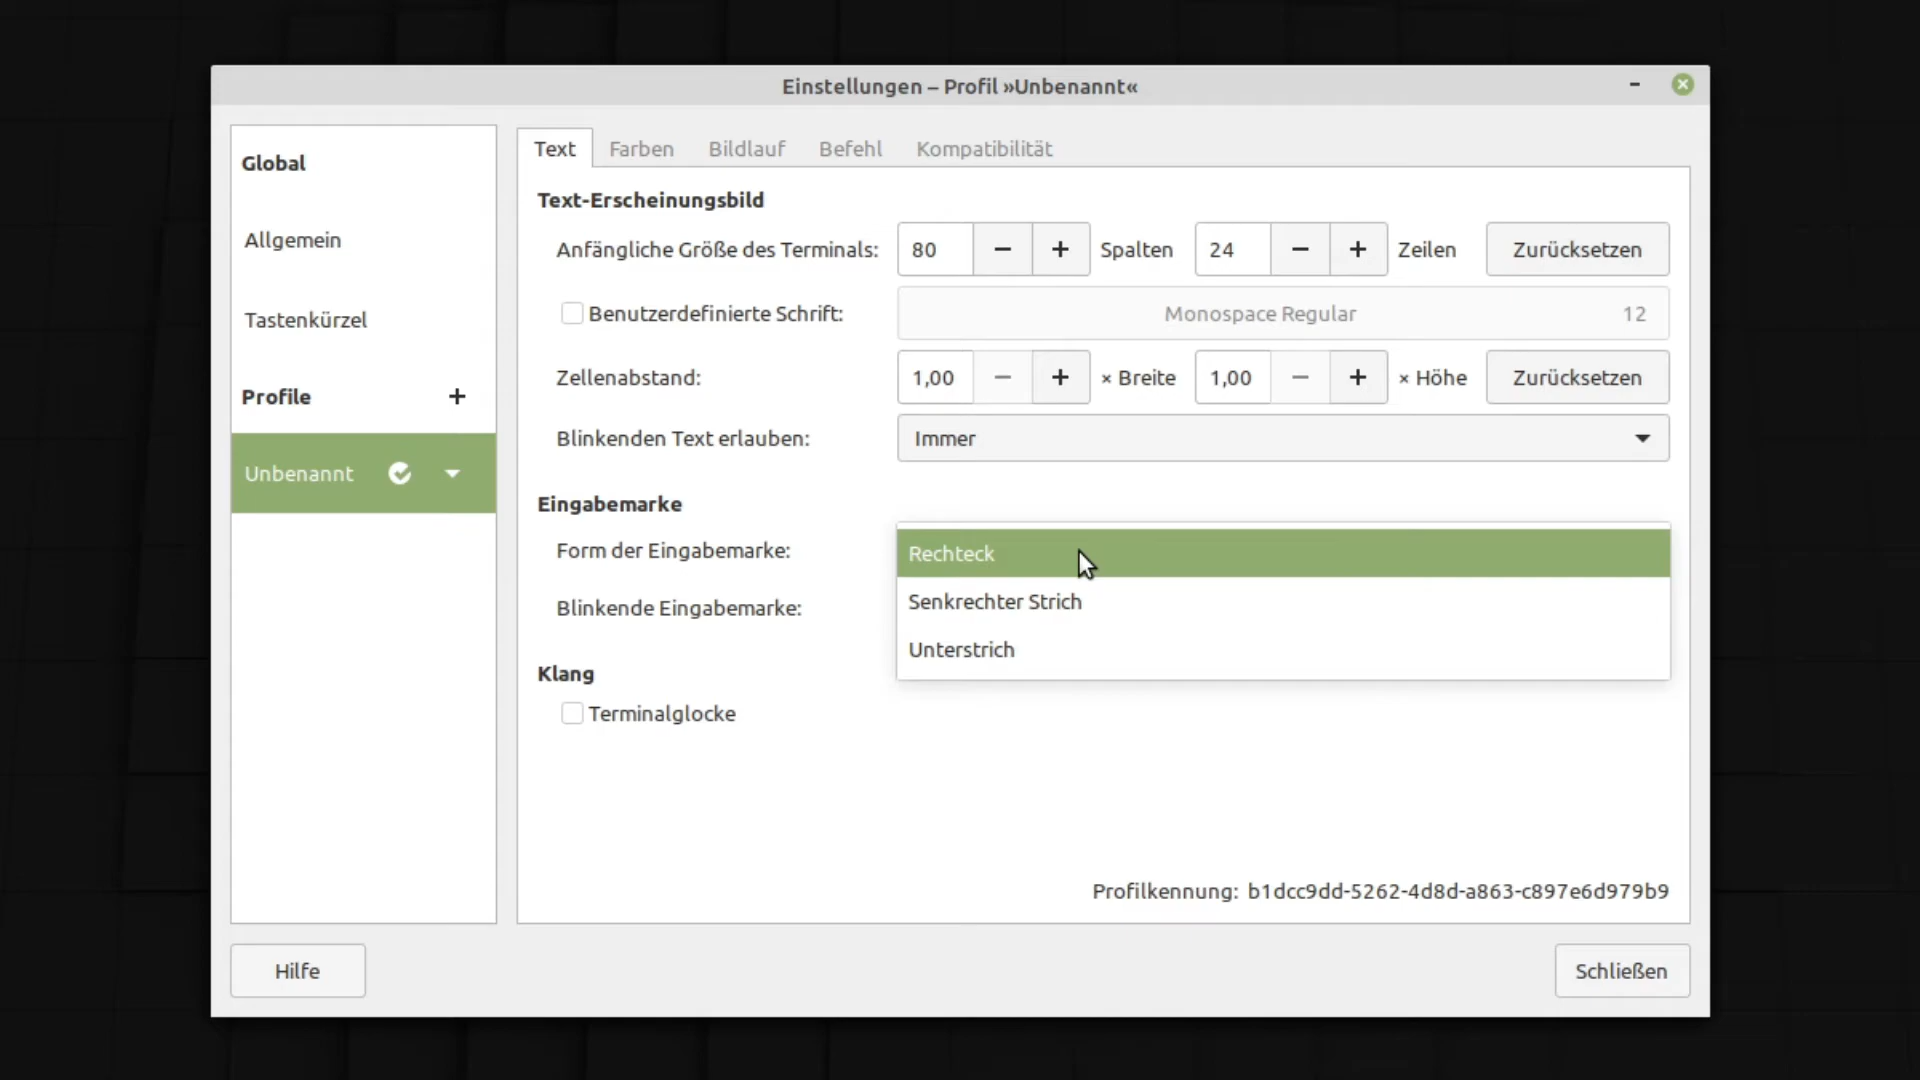 Einstellungen – Profil »Unbenannt«
Global
Allgemein
Tastenkürzel
Profile +
Unbenannt
Text Farben Bildlauf Befehl Kompatibilität
Text-Erscheinungsbild
Anfängliche Größe des Terminals: 80 − + Spalten 24 − + Zeilen Zurücksetzen
Benutzerdefinierte Schrift: Monospace Regular 12
Zellenabstand: 1,00 − + × Breite 1,00 − + × Höhe Zurücksetzen
Blinkenden Text erlauben: Immer
Eingabemarke
Form der Eingabemarke: Rechteck
Senkrechter Strich
Blinkende Eingabemarke:
Unterstrich
Klang
Terminalglocke
Profilkennung: b1dcc9dd-5262-4d8d-a863-c897e6d979b9
Hilfe Schließen